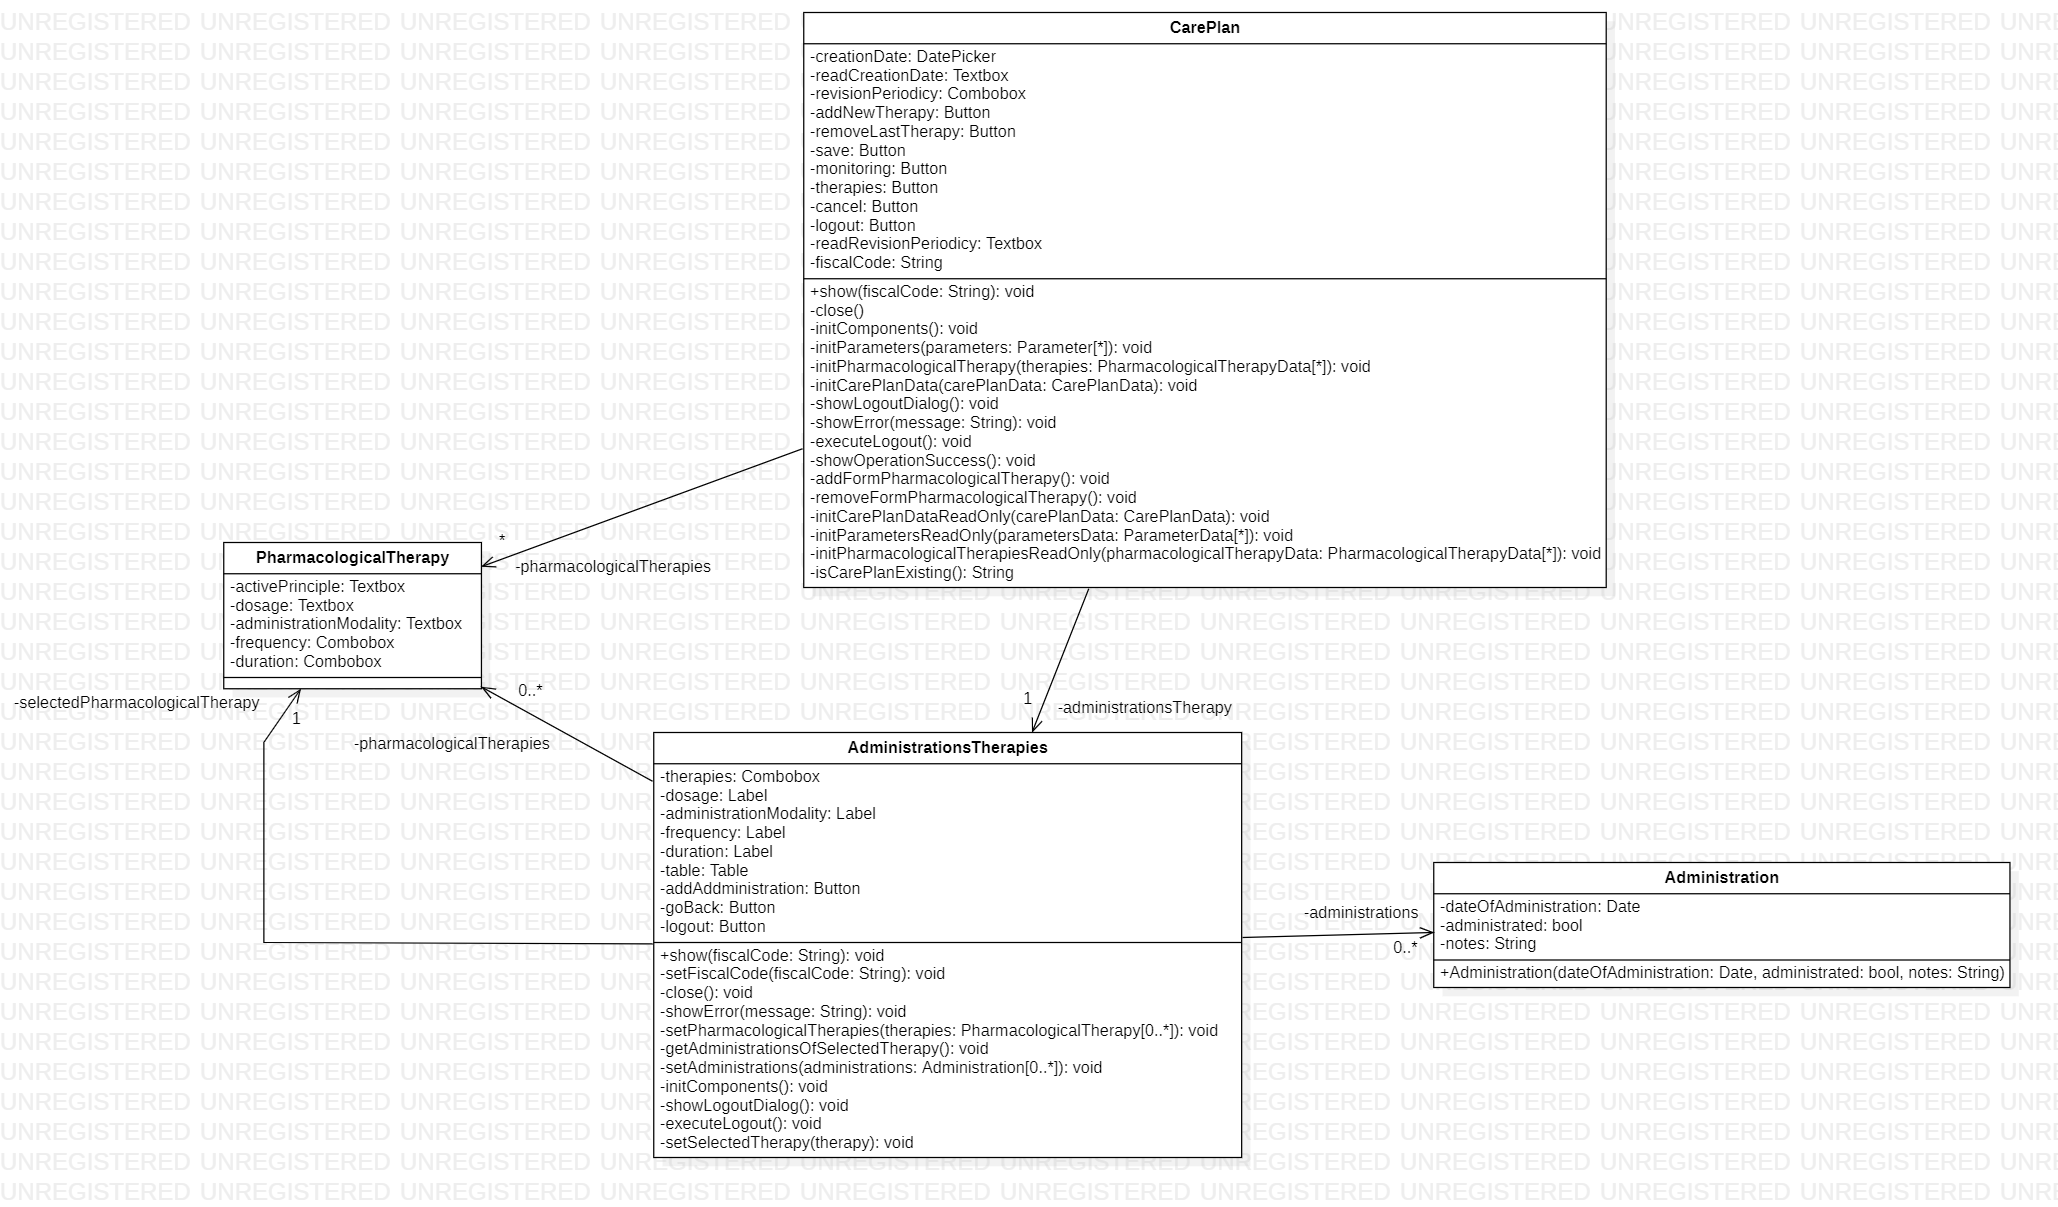 CarePlan
-creationDate: DatePicker
-readCreationDate: Textbox
-revisionPeriodicy: Combobox
-addNewTherapy: Button
-removeLastTherapy: Button
-save: Button
-monitoring: Button
-therapies: Button
-cancel: Button
-logout: Button
-readRevisionPeriodicy: Textbox
-fiscalCode: String
+show(fiscalCode: String): void
-close()
-initComponents(): void
-initParameters(parameters: Parameter[*]): void
-initPharmacologicalTherapy(therapies: PharmacologicalTherapyData[*]): void
-initCarePlanData(carePlanData: CarePlanData): void
-showLogoutDialog(): void
-showError(message: String): void
-executeLogout(): void
-showOperationSuccess(): void
-addFormPharmacologicalTherapy(): void
-removeFormPharmacologicalTherapy(): void
-initCarePlanDataReadOnly(carePlanData: CarePlanData): void
-initParametersReadOnly(parametersData: ParameterData[*]): void
-initPharmacologicalTherapiesReadOnly(pharmacologicalTherapyData: PharmacologicalTherapyData[*]): void
-isCarePlanExisting(): String
*
-pharmacologicalTherapies
PharmacologicalTherapy
-activePrinciple: Textbox
-dosage: Textbox
-administrationModality: Textbox
-frequency: Combobox
-duration: Combobox
-selectedPharmacologicalTherapy
1
0..*
-pharmacologicalTherapies
1
-administrationsTherapy
AdministrationsTherapies
-therapies: Combobox
-dosage: Label
-administrationModality: Label
-frequency: Label
-duration: Label
-table: Table
-addAddministration: Button
-goBack: Button
-logout: Button
+show(fiscalCode: String): void
-setFiscalCode(fiscalCode: String): void
-close(): void
-showError(message: String): void
-setPharmacologicalTherapies(therapies: PharmacologicalTherapy[0..*]): void
-getAdministrationsOfSelectedTherapy(): void
-setAdministrations(administrations: Administration[0..*]): void
-initComponents(): void
-showLogoutDialog(): void
-executeLogout(): void
-setSelectedTherapy(therapy): void
-administrations
0..*
Administration
-dateOfAdministration: Date
-administrated: bool
-notes: String
+Administration(dateOfAdministration: Date, administrated: bool, notes: String)
UNREGISTERED